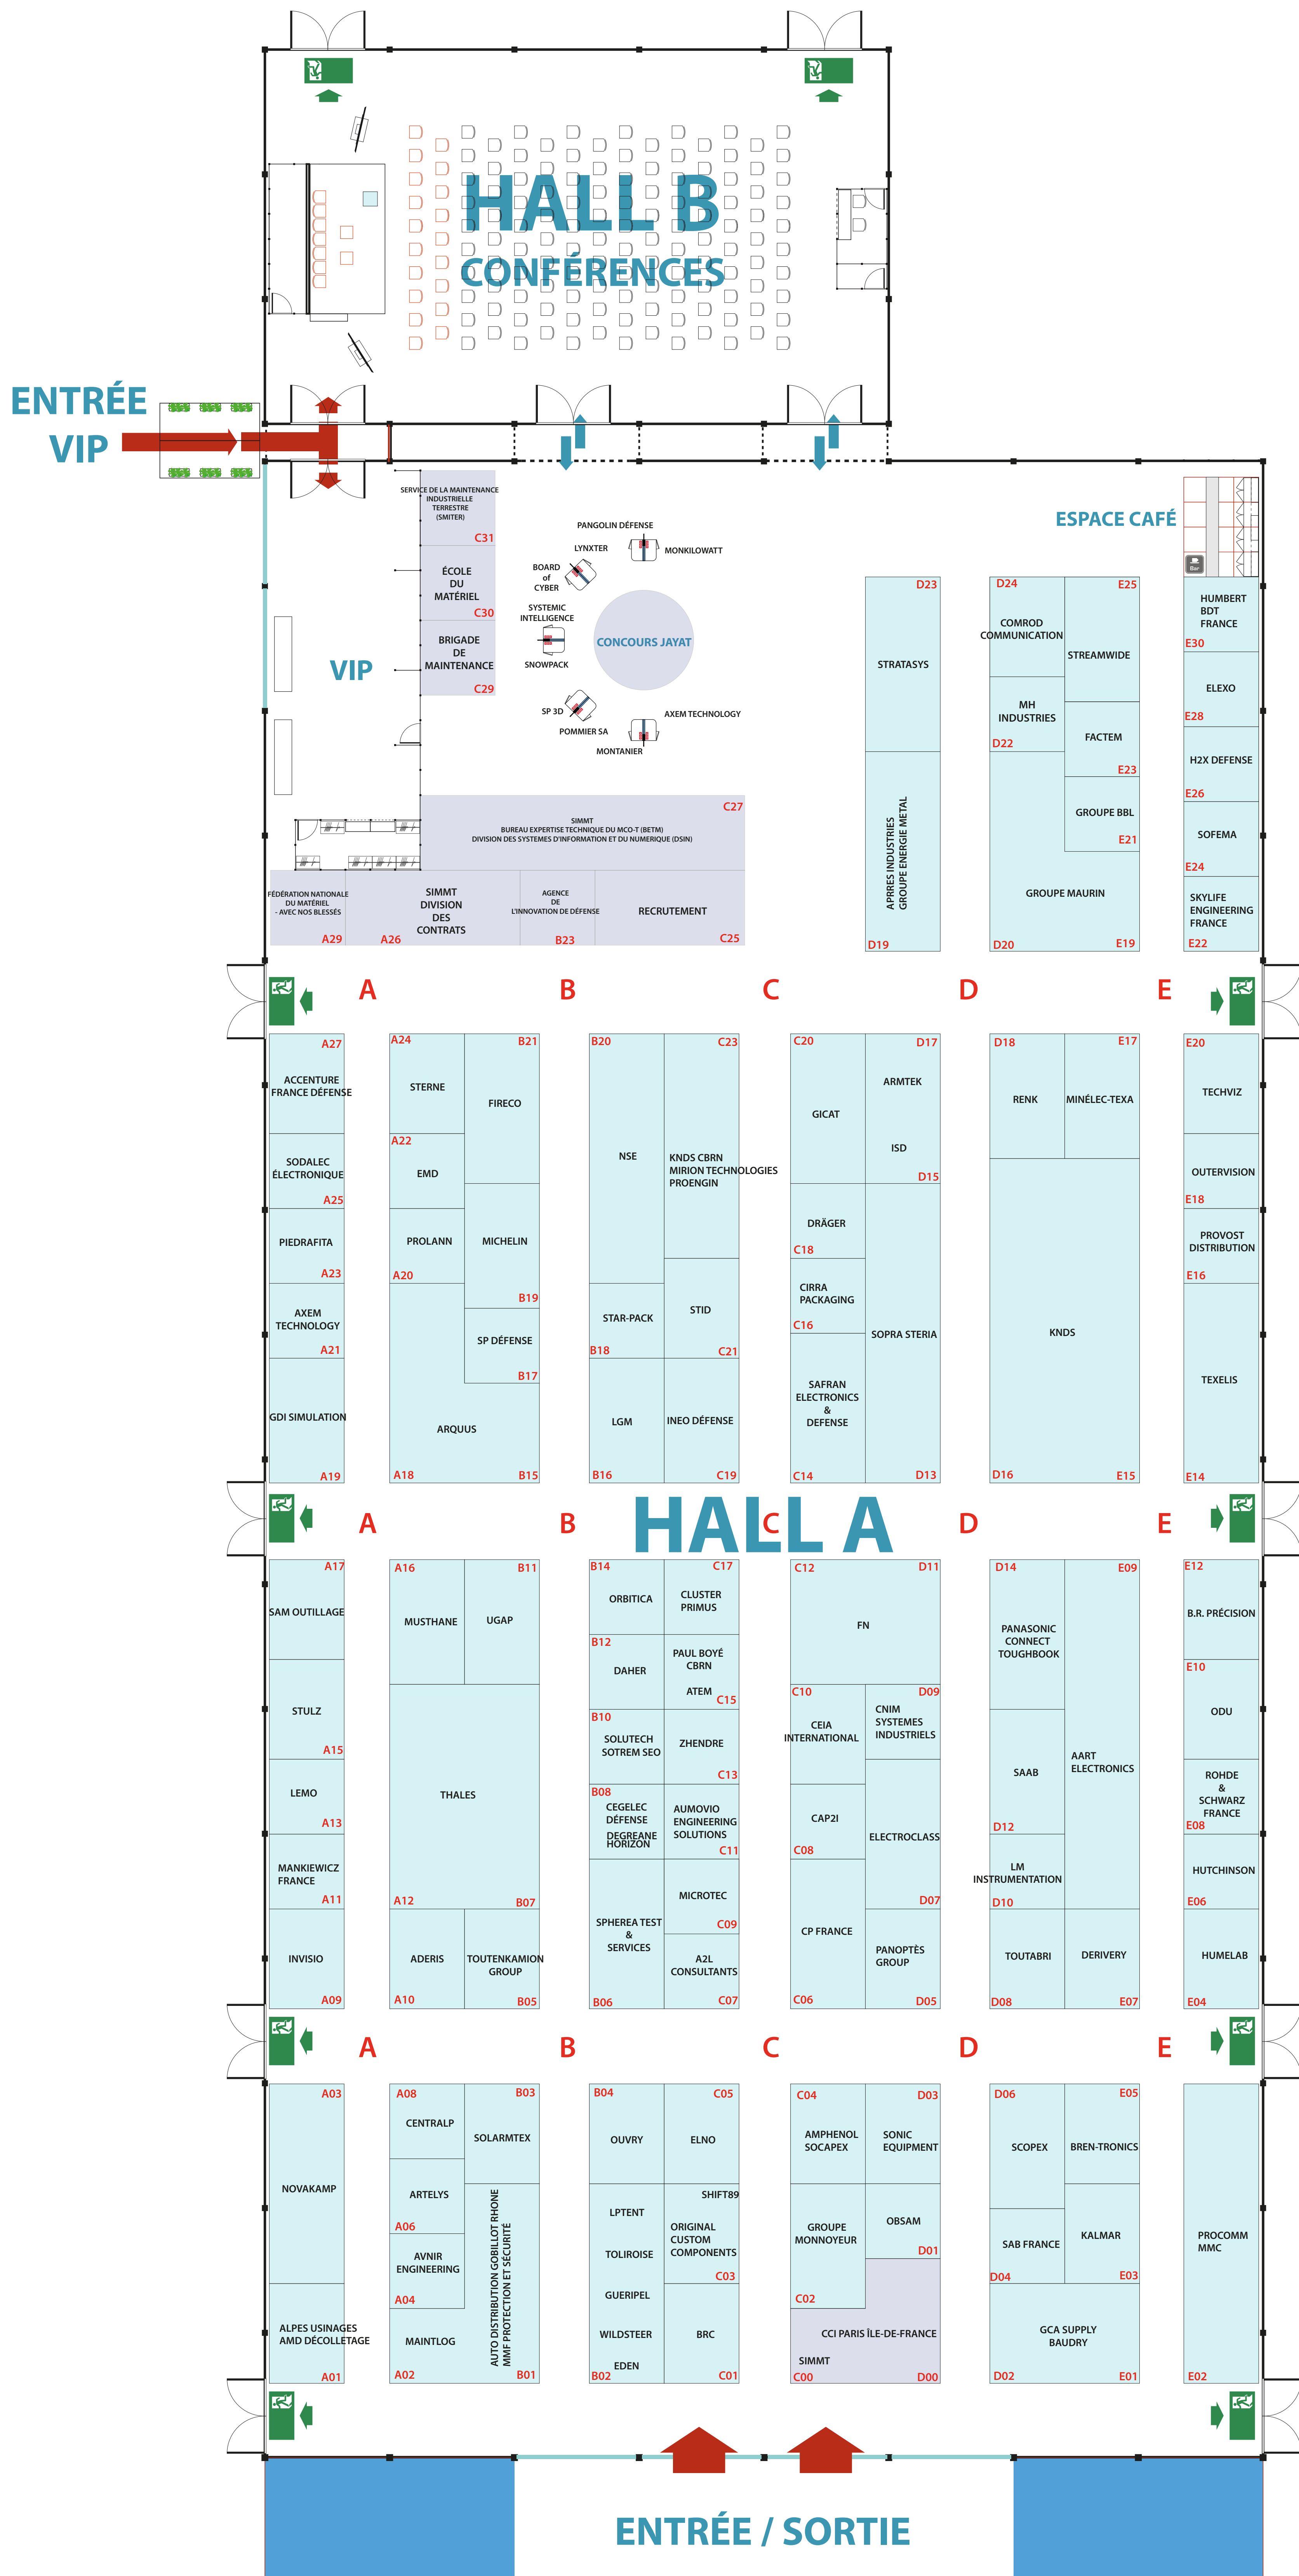 HALL B
CONFÉRENCES
ENTRÉE
VIP
SERVICE DE LA MAINTENANCE
INDUSTRIELLE
TERRESTRE
(SMITER)
C31
ÉCOLE
DU
MATÉRIEL
C30
BRIGADE
DE
MAINTENANCE
C29
VIP
PANGOLIN DÉFENSE
LYNXTER
MONKILOWATT
BOARD
of
CYBER
SYSTEMIC
INTELLIGENCE
SNOWPACK
CONCOURS JAYAT
SP 3D
POMMIER SA
AXEM TECHNOLOGY
MONTANIER
ESPACE CAFÉ
Bar
D23
STRATASYS
APRRES INDUSTRIES
GROUPE ENERGIE METAL
D19
D24
COMROD
COMMUNICATION
E25
STREAMWIDE
MH
INDUSTRIES
D22
FACTEM
E23
GROUPE BBL
E21
GROUPE MAURIN
D20
E19
HUMBERT
BDT
FRANCE
E30
ELEXO
E28
H2X DEFENSE
E26
SOFEMA
E24
SKYLIFE
ENGINEERING
FRANCE
E22
C27
SIMMT
BUREAU EXPERTISE TECHNIQUE DU MCO-T (BETM)
DIVISION DES SYSTEMES D'INFORMATION ET DU NUMERIQUE (DSIN)
FÉDÉRATION NATIONALE
DU MATÉRIEL
- AVEC NOS BLESSÉS
A29
SIMMT
DIVISION
DES
CONTRATS
A26
AGENCE
DE
L'INNOVATION DE DÉFENSE
B23
RECRUTEMENT
C25
A B C D E
A27
ACCENTURE
FRANCE DÉFENSE
SODALEC
ÉLECTRONIQUE
A25
PIEDRAFITA
A23
AXEM
TECHNOLOGY
A21
GDI SIMULATION
A19
A24
STERNE
A22
EMD
PROLANN
A20
B21
FIRECO
MICHELIN
B19
SP DÉFENSE
B17
ARQUUS
A18
B15
B20
NSE
STAR-PACK
B18
LGM
B16
C23
KNDS CBRN
MIRION TECHNOLOGIES
PROENGIN
STID
C21
INEO DÉFENSE
C19
C20
GICAT
DRÄGER
C18
CIRRA
PACKAGING
C16
SAFRAN
ELECTRONICS
&
DEFENSE
C14
D17
ARMTEK
ISD
D15
SOPRA STERIA
D13
D18
RENK
E17
MINÉLEC-TEXA
KNDS
D16
E15
E20
TECHVIZ
OUTERVISION
E18
PROVOST
DISTRIBUTION
E16
TEXELIS
E14
HALL A
A B C D E
A17
SAM OUTILLAGE
STULZ
A15
LEMO
A13
MANKIEWICZ
FRANCE
A11
INVISIO
A09
A16
MUSTHANE
B11
UGAP
THALES
A12
B07
ADERIS
A10
TOUTENKAMION
GROUP
B05
B14
ORBITICA
B12
DAHER
B10
SOLUTECH
SOTREM SEO
B08
CEGELEC
DÉFENSE
DEGREANE
HORIZON
SPHEREA TEST
&
SERVICES
B06
C17
CLUSTER
PRIMUS
PAUL BOYÉ
CBRN
ATEM
C15
ZHENDRE
C13
AUMOVIO
ENGINEERING
SOLUTIONS
C11
MICROTEC
C09
A2L
CONSULTANTS
C07
C12
D11
FN
C10
CEIA
INTERNATIONAL
CAP2I
C08
CP FRANCE
C06
D09
CNIM
SYSTEMES
INDUSTRIELS
ELECTROCLASS
D07
PANOPTÈS
GROUP
D05
D14
PANASONIC
CONNECT
TOUGHBOOK
SAAB
D12
LM
INSTRUMENTATION
D10
TOUTABRI
D08
E09
AART
ELECTRONICS
DERIVERY
E07
E12
B.R. PRÉCISION
E10
ODU
ROHDE
&
SCHWARZ
FRANCE
E08
HUTCHINSON
E06
HUMELAB
E04
A B C D E
A03
NOVAKAMP
ALPES USINAGES
AMD DÉCOLLETAGE
A01
A08
CENTRALP
ARTELYS
A06
AVNIR
ENGINEERING
A04
MAINTLOG
A02
B03
SOLARMTEX
AUTO DISTRIBUTION GOBILLOT RHONE
MMF PROTECTION ET SÉCURITÉ
B01
B04
OUVRY
LPTENT
TOLIROISE
GUERIPEL
WILDSTEER
EDEN
B02
C05
ELNO
SHIFT89
ORIGINAL
CUSTOM
COMPONENTS
C03
BRC
C01
C04
AMPHENOL
SOCAPEX
GROUPE
MONNOYEUR
C02
D03
SONIC
EQUIPMENT
OBSAM
D01
CCI PARIS ÎLE-DE-FRANCE
SIMMT
C00
D00
D06
SCOPEX
SAB FRANCE
D04
E05
BREN-TRONICS
KALMAR
E03
GCA SUPPLY
BAUDRY
D02
E01
PROCOMM
MMC
E02
ENTRÉE / SORTIE